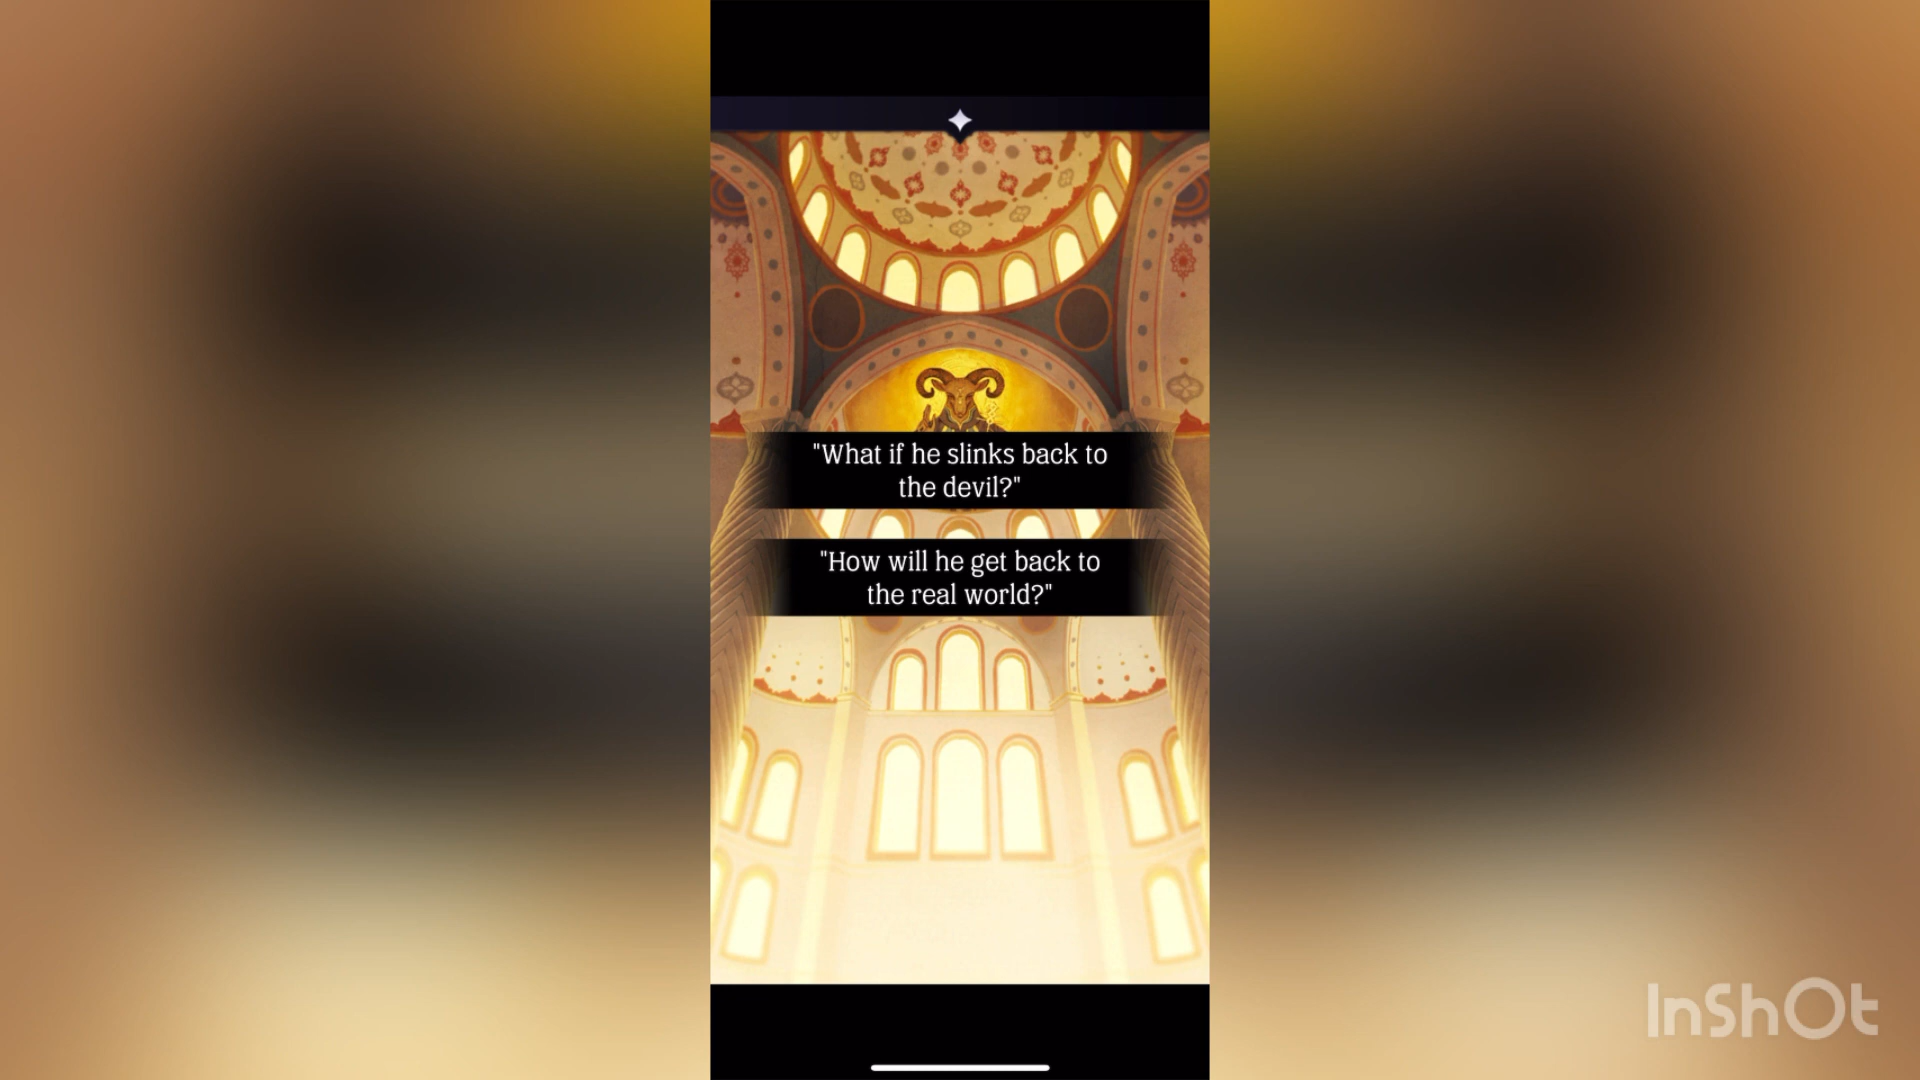 "What if he slinks back to
the devil?"
"How will he get back to
the real world?"
InShOt